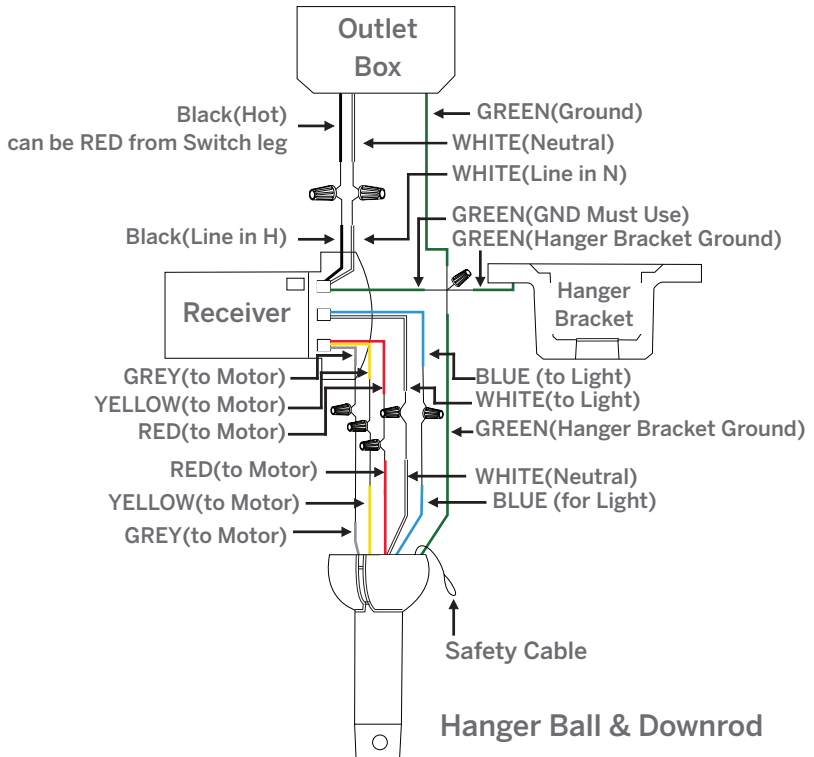 Outlet
Box
Black(Hot)
can be RED from Switch leg
GREEN(Ground)
WHITE(Neutral)
WHITE(Line in N)
GREEN(GND Must Use)
Black(Line in H)
GREEN(Hanger Bracket Ground)
Receiver
Hanger
Bracket
GREY(to Motor)
YELLOW(to Motor)
RED(to Motor)
BLUE (to Light)
WHITE(to Light)
GREEN(Hanger Bracket Ground)
RED(to Motor)
YELLOW(to Motor)
GREY(to Motor)
WHITE(Neutral)
BLUE (for Light)
Safety Cable
Hanger Ball & Downrod